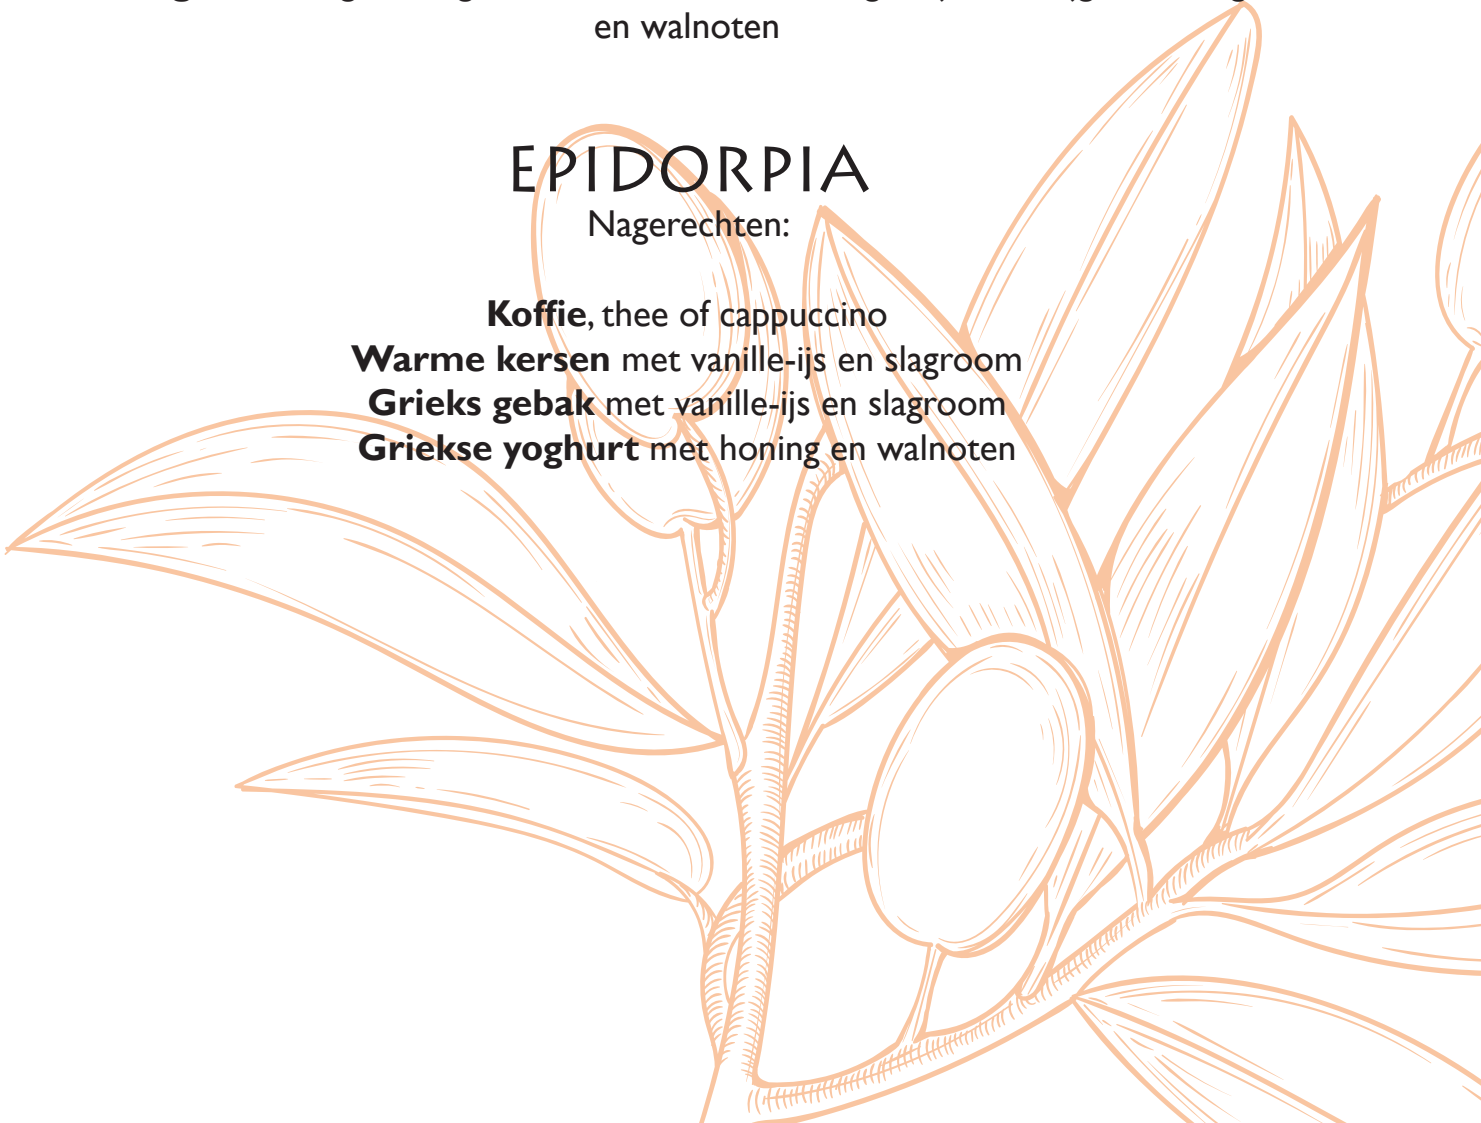 en walnoten
EPIDORPIA
Nagerechten:
Koffie, thee of cappuccino
Warme kersen met vanille-ijs en slagroom
Grieks gebak met vanille-ijs en slagroom
Griekse yoghurt met honing en walnoten